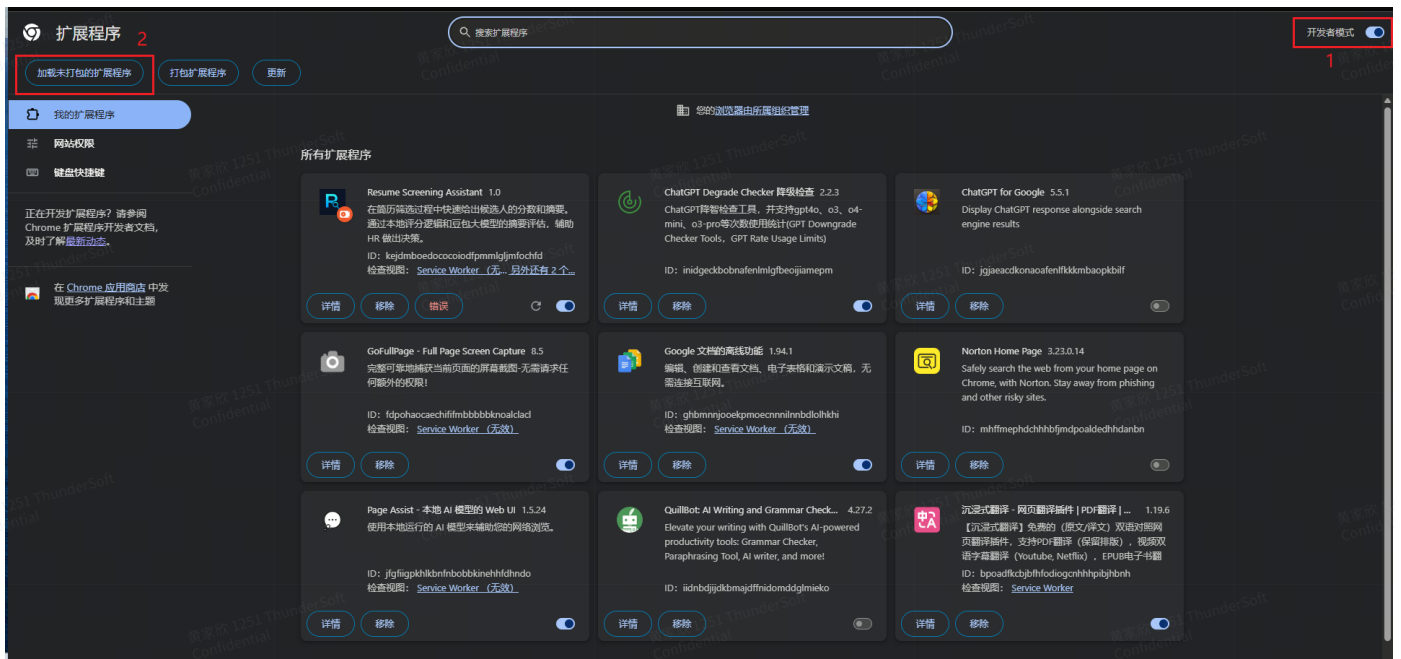 扩展程序
2
搜索扩展程序
开发者模式
1
加载未打包的扩展程序
打包扩展程序
更新
我的扩展程序
网站权限
键盘快捷键
正在开发扩展程序？请参阅
Chrome 扩展程序开发者文档,
及时了解最新动态。
在 Chrome 应用商店 中发
现更多扩展程序和主题
您的浏览器由所属组织管理
所有扩展程序
Resume Screening Assistant 1.0
在简历筛选过程中快速给出候选人的分数和摘要。
通过本地评分逻辑和豆包大模型的摘要评估，辅助
HR 做出决策。
ID：kejdmboedococoiodfpmmlgljmfochfd
检查视图：Service Worker（无... 另外还有 2 个...
详情
移除
错误
ChatGPT Degrade Checker 降级检查 2.2.3
ChatGPT降智检查工具，并支持gpt4o、o3、o4-
mini、o3-pro等次数使用统计(GPT Downgrade
Checker Tools，GPT Rate Usage Limits)
ID：inidgeckbobnafenlmlgfbeoijiamepm
详情
移除
ChatGPT for Google 5.5.1
Display ChatGPT response alongside search
engine results
ID：jgjaeacdkonaoafenlfkkkmbaopkbilf
详情
移除
GoFullPage - Full Page Screen Capture 8.5
完整可靠地捕获当前页面的屏幕截图-无需请求任
何额外的权限！
ID：fdpohaocaechififmbbbbbknoalclacl
检查视图：Service Worker（无效）
详情
移除
Google 文档的离线功能 1.94.1
编辑、创建和查看文档、电子表格和演示文稿，无
需连接互联网。
ID：ghbmnnjooekpmoecnnnilnnbdlolhkhi
检查视图：Service Worker（无效）
详情
移除
Norton Home Page 3.23.0.14
Safely search the web from your home page on
Chrome, with Norton. Stay away from phishing
and other risky sites.
ID：mhffmephdchhhbfjmdpoaldedhhdanbn
详情
移除
Page Assist - 本地 AI 模型的 Web UI 1.5.24
使用本地运行的 AI 模型来辅助您的网络浏览。
ID：jfgfiigpkhlkbnfnbobbkinehhfdhndo
检查视图：Service Worker（无效）
详情
移除
QuillBot: AI Writing and Grammar Check... 4.27.2
Elevate your writing with QuillBot's AI-powered
productivity tools: Grammar Checker,
Paraphrasing Tool, AI writer, and more!
ID：iidnbdjijdkbmajdffnidomddglmieko
详情
移除
沉浸式翻译 - 网页翻译插件 | PDF翻译 | ... 1.19.6
【沉浸式翻译】免费的（原文/译文）双语对照网
页翻译插件，支持PDF翻译（保留排版），视频双
语字幕翻译（Youtube, Netflix），EPUB电子书翻
ID：bpoadfkcbjbfhfodiogcnhhhpibjhbnh
检查视图：Service Worker
详情
移除
黄家欣 1251 ThunderSoft
Confidential